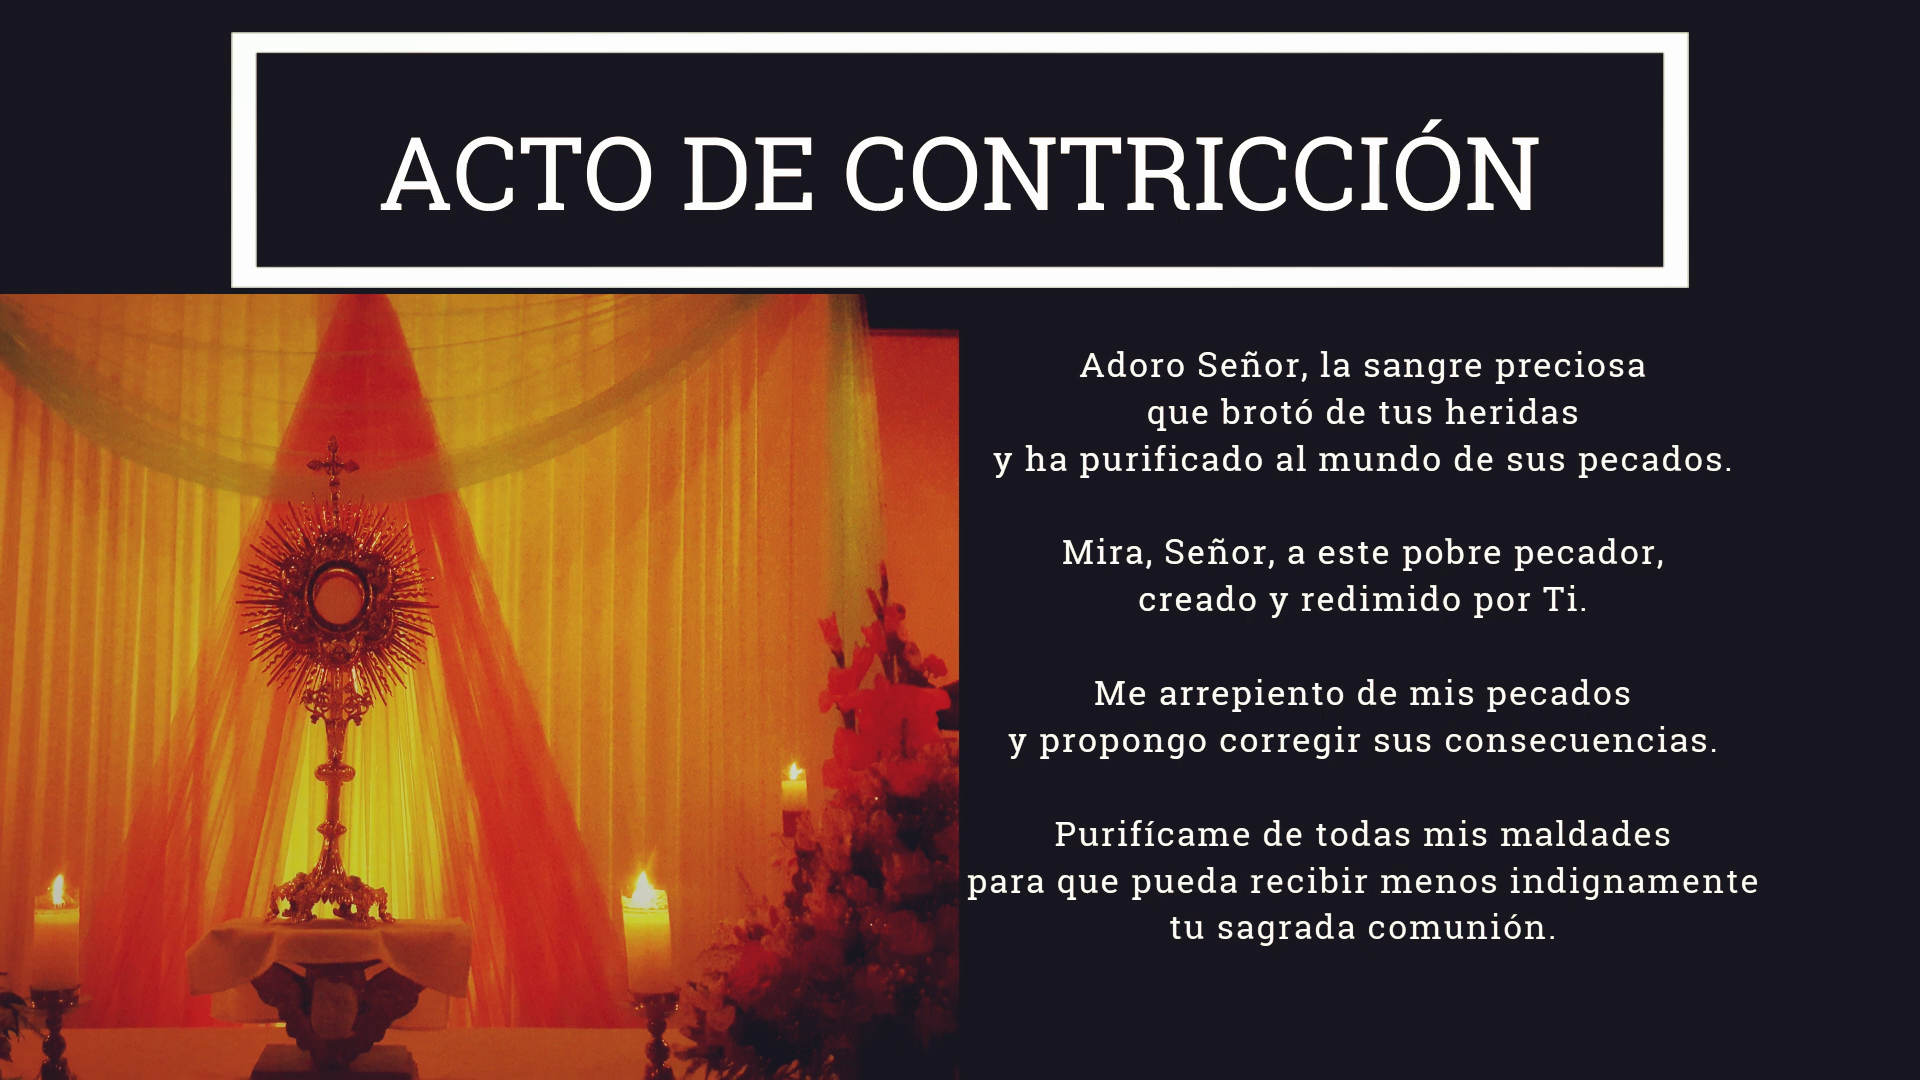 ACTO DE CONTRICCIÓN
Adoro Señor, la sangre preciosa
que brotó de tus heridas
y ha purificado al mundo de sus pecados.
Mira, Señor, a este pobre pecador,
creado y redimido por Ti.
Me arrepiento de mis pecados
y propongo corregir sus consecuencias.
Purifícame de todas mis maldades
para que pueda recibir menos indignamente
tu sagrada comunión.